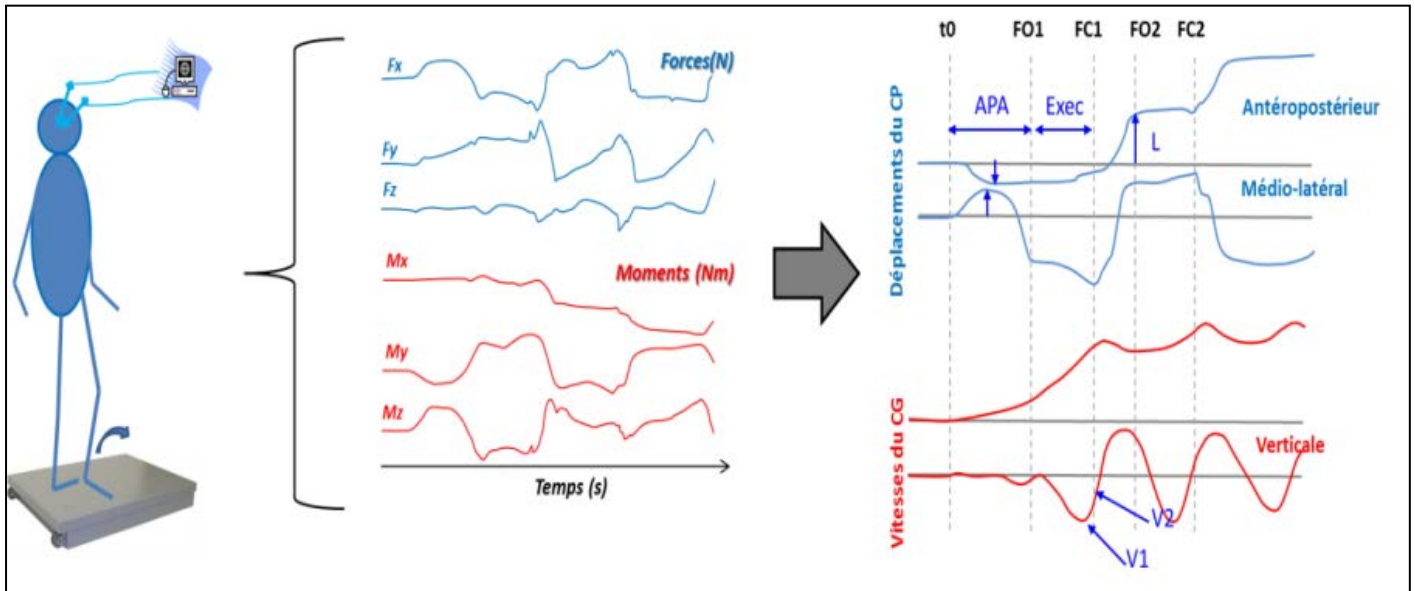 Fx
Forces(N)
Fy
Fz
Mx
Moments (Nm)
My
Mz
Temps (s)
t0 FO1 FC1 FO2 FC2
Déplacements du CP
APA Exec
Antéropostérieur
L
Médio-latéral
Vitesses du CG
Verticale
V2
V1